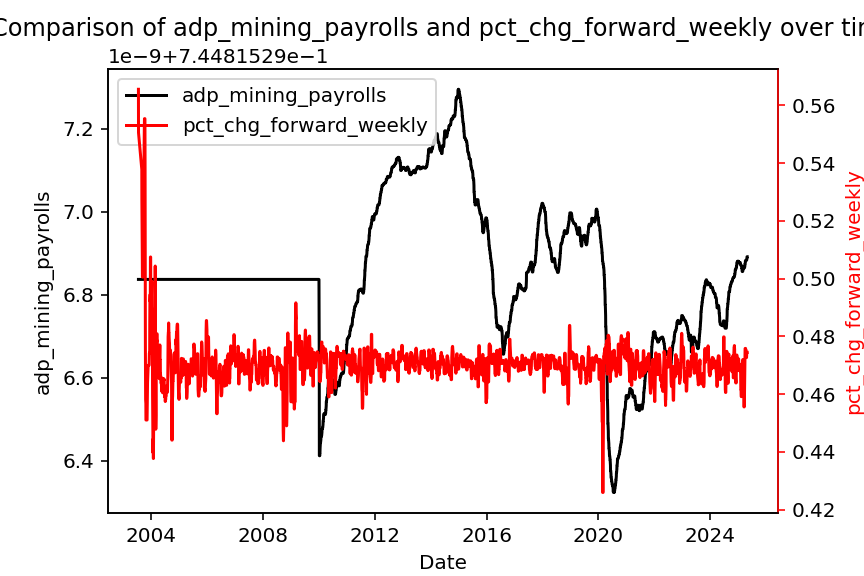 Comparison of adp_mining_payrolls and pct_chg_forward_weekly over
1e−9+7.4481529e−1
adp_mining_payrolls
pct_chg_forward_weekly
7.2
7.0
6.8
6.6
6.4
adp_mining_payrolls
0.56
0.54
0.52
0.50
0.48
0.46
0.44
0.42
pct_chg_forward_weekly
2004
2008
2012
2016
2020
2024
Date